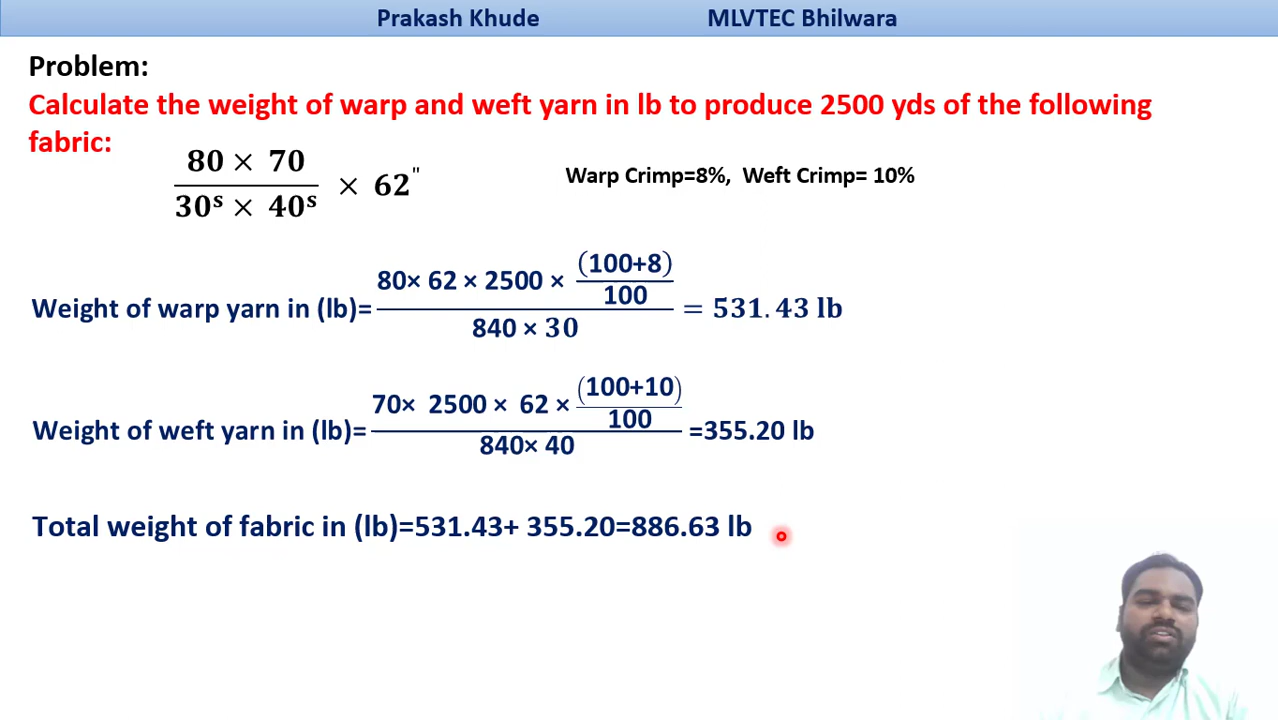 Prakash Khude MLVTEC Bhilwara
Problem:
Calculate the weight of warp and weft yarn in lb to produce 2500 yds of the following
fabric:
80 × 70
30ˢ × 40ˢ
× 62"
Warp Crimp=8%, Weft Crimp= 10%
Weight of warp yarn in (lb)=
80× 62 × 2500 ×
(100+8)
100
840 × 30
= 531.43 lb
Weight of weft yarn in (lb)=
70× 2500 × 62 ×
(100+10)
100
840× 40
=355.20 lb
Total weight of fabric in (lb)=531.43+ 355.20=886.63 lb